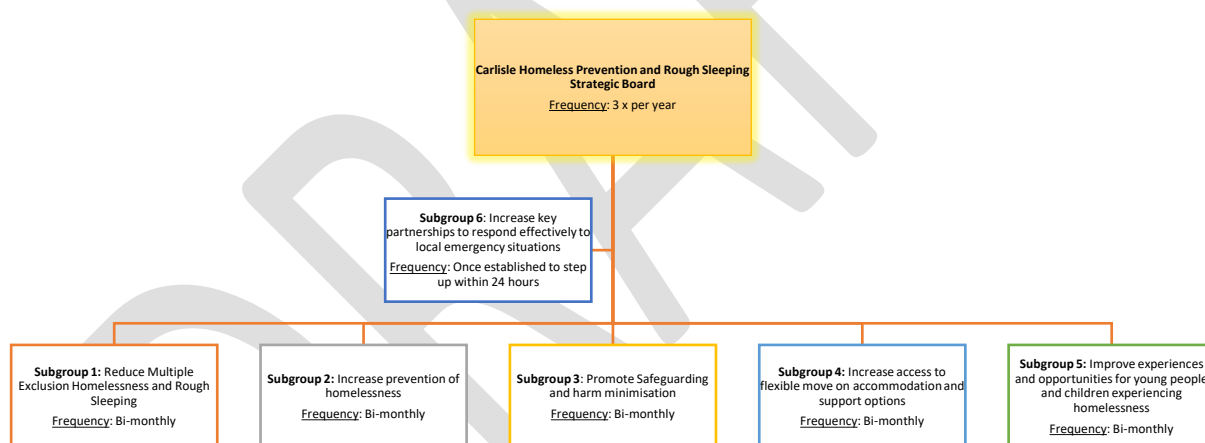 Carlisle Homeless Prevention and Rough Sleeping
Strategic Board
Frequency: 3 x per year
Subgroup 6: Increase key
partnerships to respond effectively to
local emergency situations
Frequency: Once established to step
up within 24 hours
Subgroup 1: Reduce Multiple
Exclusion Homelessness and Rough
Sleeping
Frequency: Bi-monthly
Subgroup 2: Increase prevention of
homelessness
Frequency: Bi-monthly
Subgroup 3: Promote Safeguarding
and harm minimisation
Frequency: Bi-monthly
Subgroup 4: Increase access to
flexible move on accommodation and
support options
Frequency: Bi-monthly
Subgroup 5: Improve experiences
and opportunities for young people
and children experiencing
homelessness
Frequency: Bi-monthly